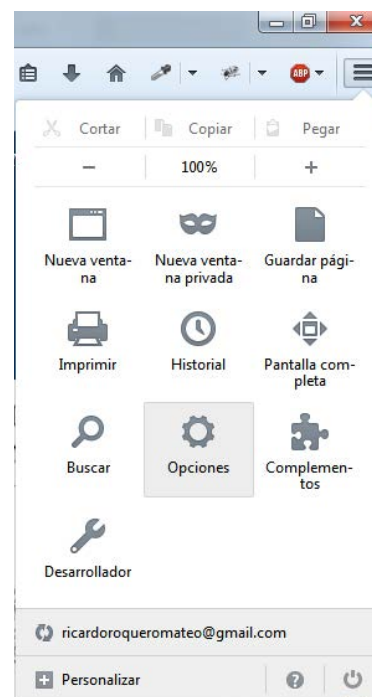 ABP
Cortar Copiar Pegar
− 100% +
Nueva venta- Nueva venta- Guardar pági-
na na privada na
Imprimir Historial Pantalla com-
pleta
Buscar Opciones Complemen-
tos
Desarrollador
ricardoroqueromateo@gmail.com
Personalizar